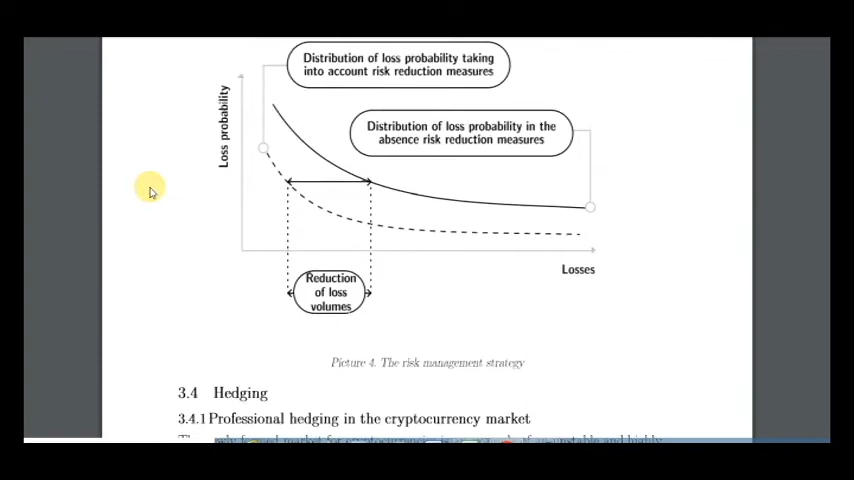 Distribution of loss probability taking
into account risk reduction measures
Distribution of loss probability in the
absence risk reduction measures
Loss probability
Losses
Reduction
of loss
volumes
Picture 4. The risk management strategy
3.4 Hedging
3.4.1 Professional hedging in the cryptocurrency market